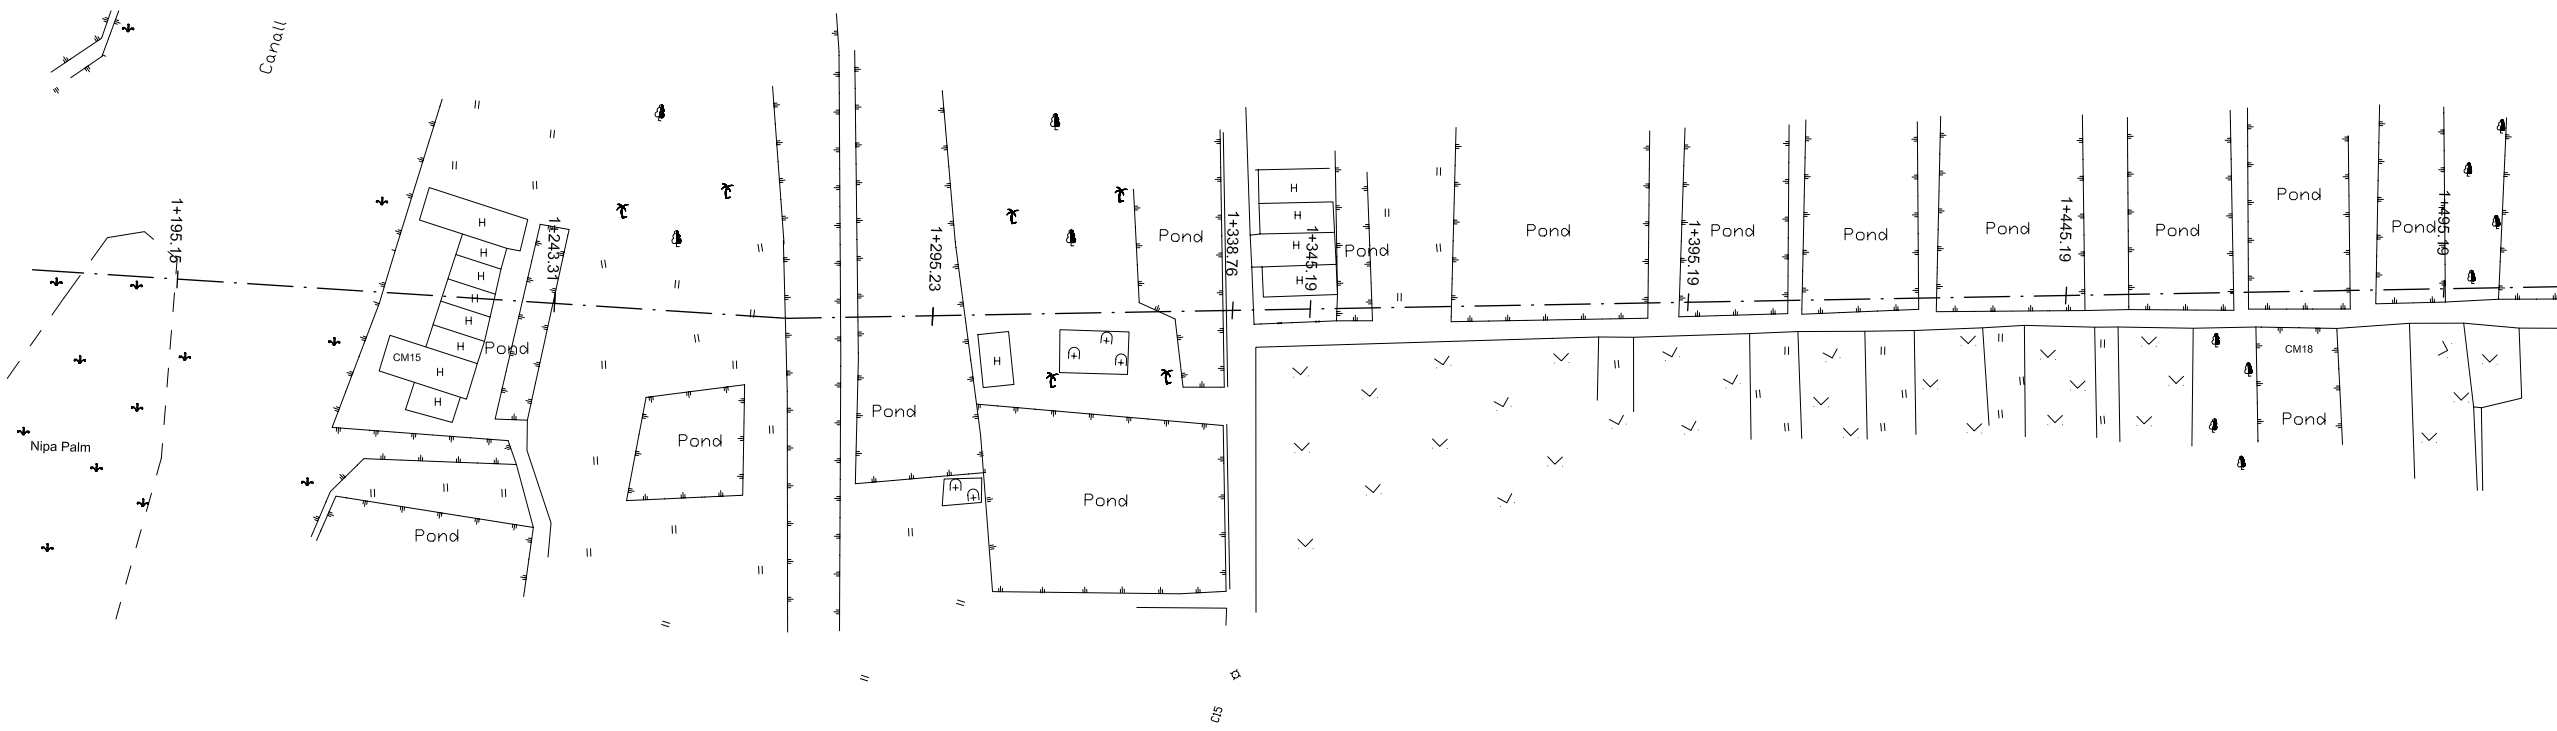 Canall
1+195.15
H
1+243.31
H
H
H
H
H
CM15
H
H
Pond
Nipa Palm
Pond
Pond
1+295.23
H
Pond
Pond
Pond
1+338.76
H
H
H
H
1+345.19
Pond
Pond
1+395.19
Pond
Pond
Pond
1+445.19
Pond
Pond
Pond
1+495.19
CM18
Pond
C15